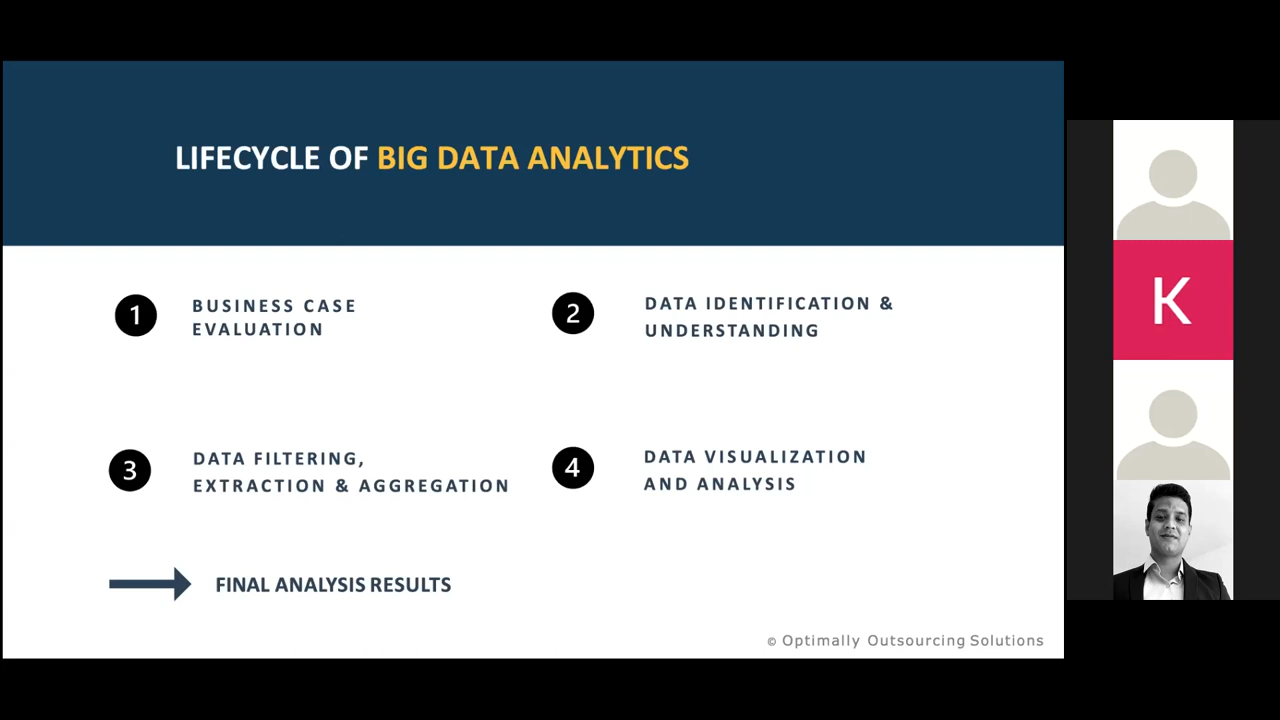 LIFECYCLE OF BIG DATA ANALYTICS
1
BUSINESS CASE
EVALUATION
2
DATA IDENTIFICATION &
UNDERSTANDING
3
DATA FILTERING,
EXTRACTION & AGGREGATION
4
DATA VISUALIZATION
AND ANALYSIS
FINAL ANALYSIS RESULTS
© Optimally Outsourcing Solutions
K